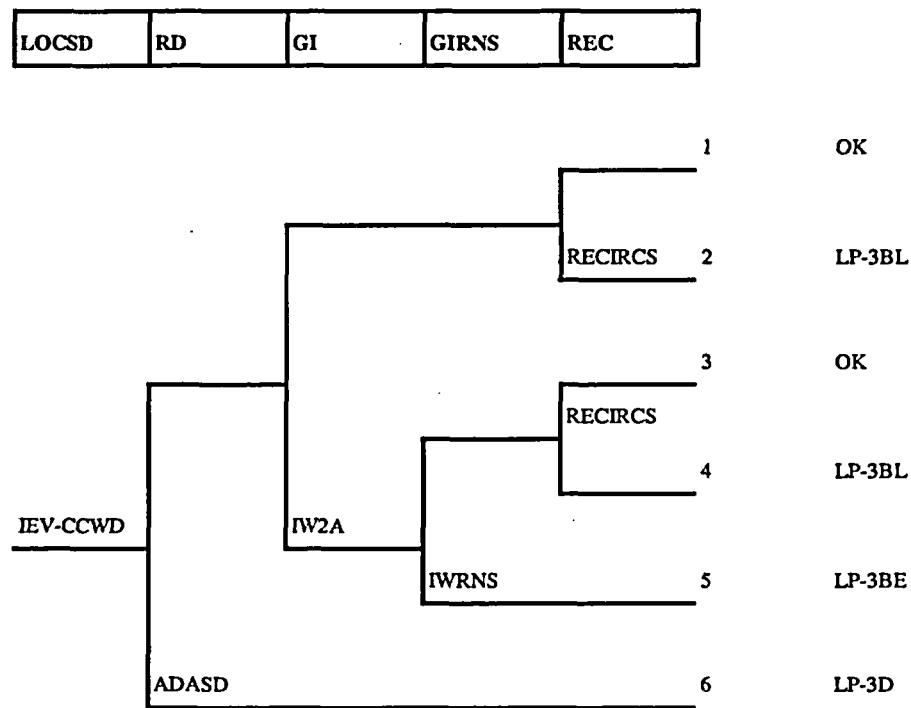 LOCSD RD GI GIRNS REC
1 OK
RECIRCS 2 LP-3BL
3 OK
RECIRCS
4 LP-3BL
IEV-CCWD IW2A
IWRNS 5 LP-3BE
ADASD 6 LP-3D